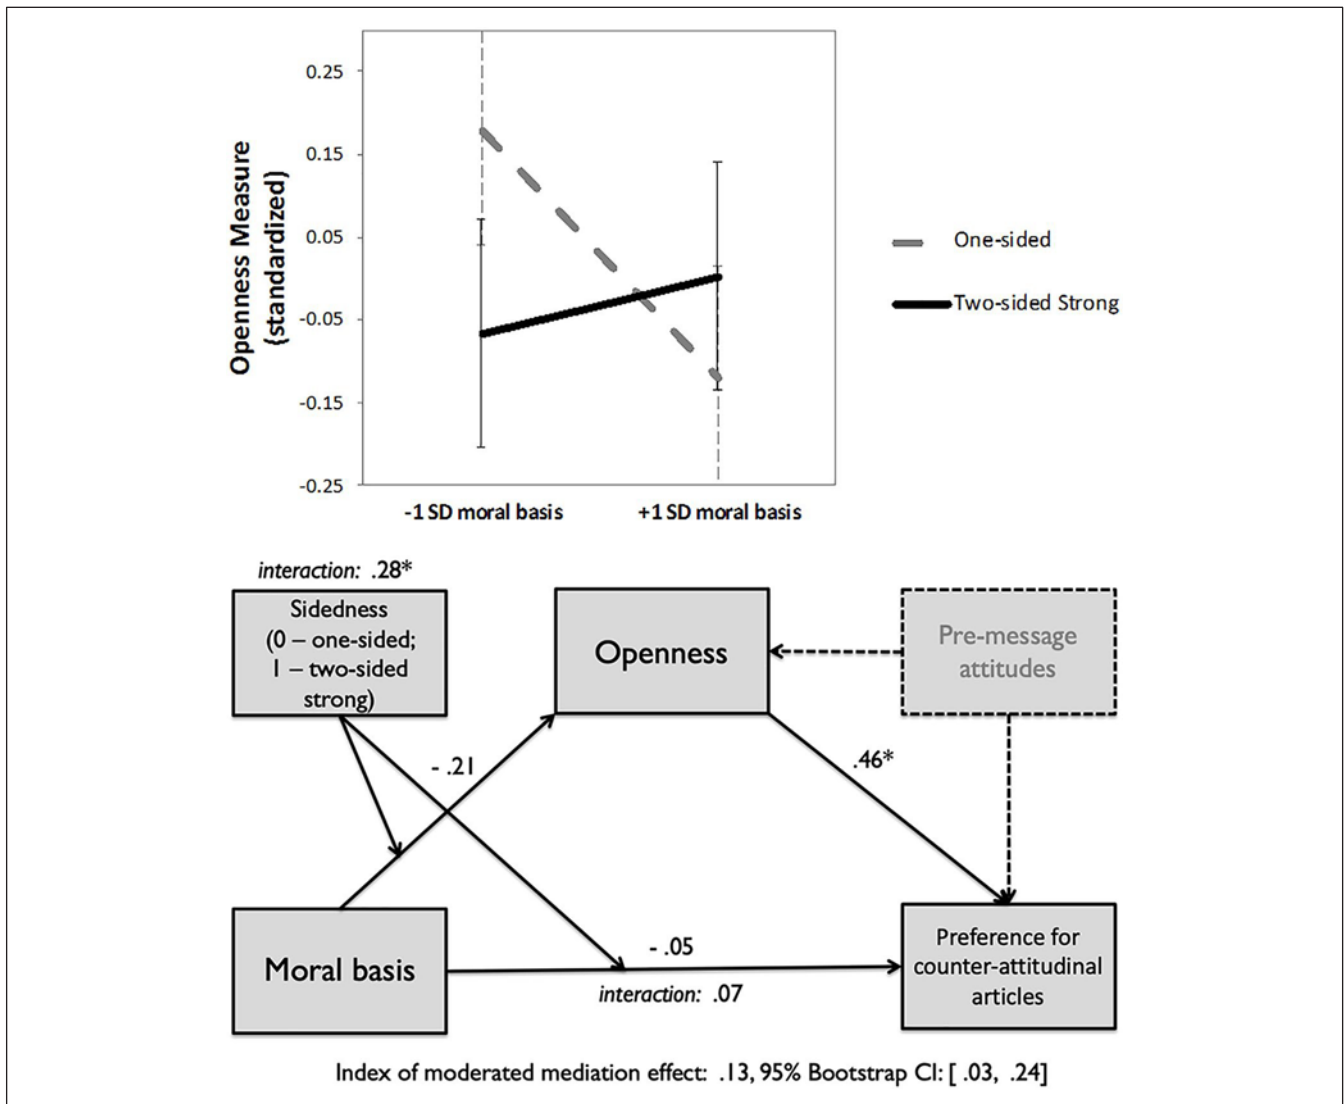 Openness Measure
(standardized)
0.25
0.15
0.05
-0.05
-0.15
-0.25
-1 SD moral basis
+1 SD moral basis
One-sided
Two-sided Strong
interaction: .28*
Sidedness
(0 – one-sided;
1 – two-sided
strong)
Openness
Pre-message
attitudes
- .21
.46*
Moral basis
- .05
interaction: .07
Preference for
counter-attitudinal
articles
Index of moderated mediation effect: .13, 95% Bootstrap CI: [ .03, .24]